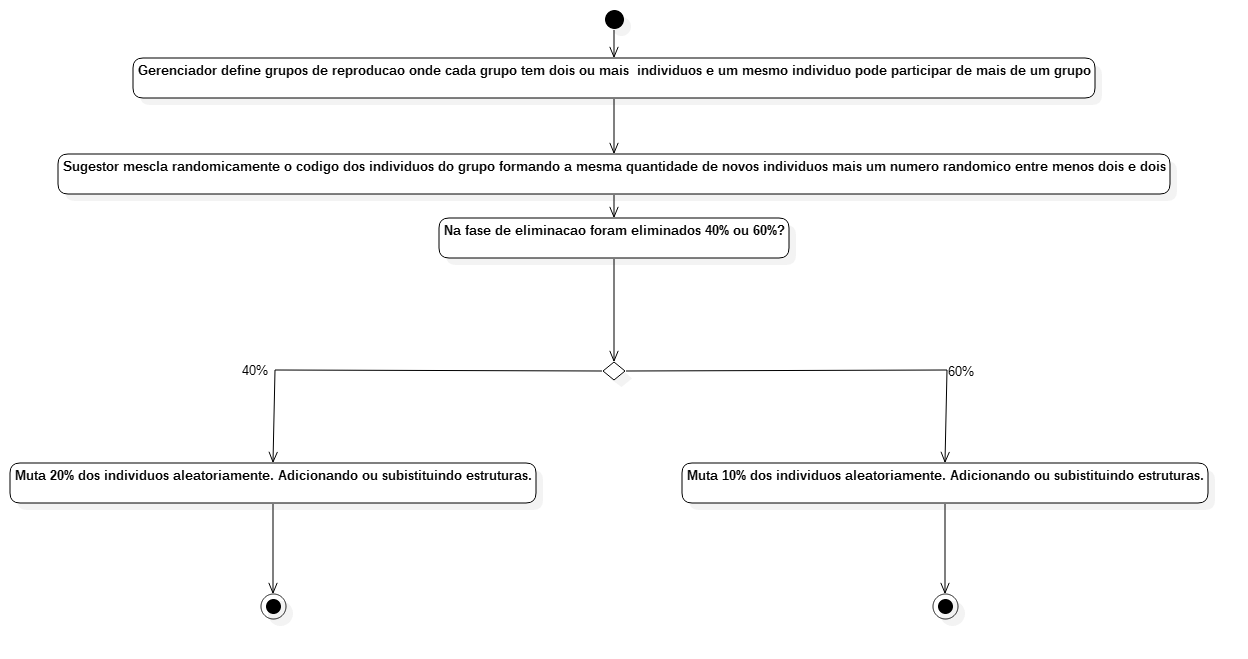 Gerenciador define grupos de reproducao onde cada grupo tem dois ou mais  individuos e um mesmo individuo pode participar de mais de um grupo
Sugestor mescla randomicamente o codigo dos individuos do grupo formando a mesma quantidade de novos individuos mais um numero randomico entre menos dois e dois
Na fase de eliminacao foram eliminados 40% ou 60%?
40%
60%
Muta 20% dos individuos aleatoriamente. Adicionando ou subistituindo estruturas.
Muta 10% dos individuos aleatoriamente. Adicionando ou subistituindo estruturas.